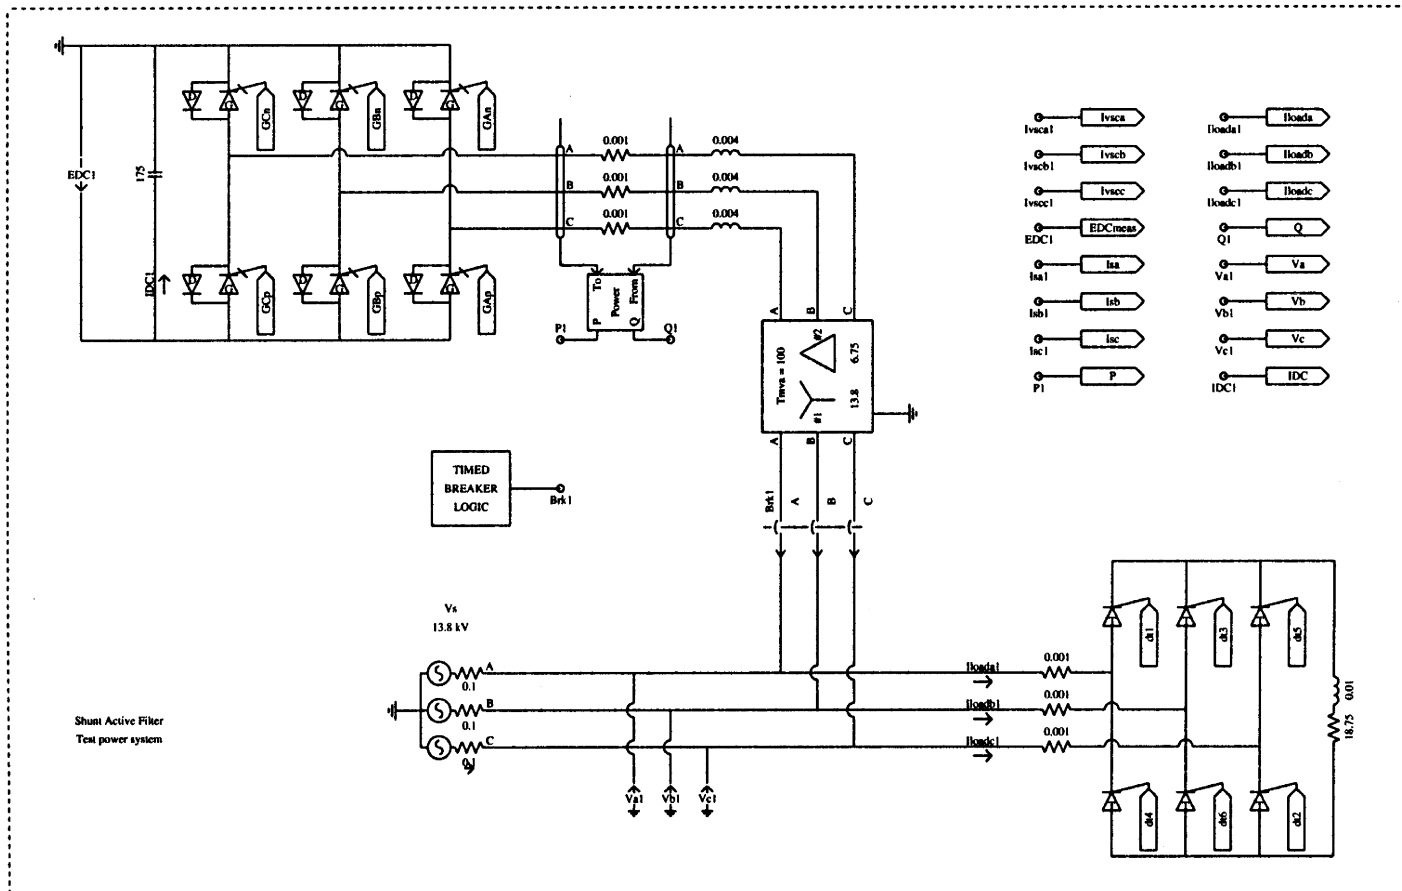 D
G
GCn
D
G
GBn
D
G
GAn
EDC1
175
IDC1
D
G
GCp
D
G
GBp
D
G
GAp
A
0.001
A
0.004
B
0.001
B
0.004
C
0.001
C
0.004
To
From
Power
P
Q
P1
Q1
Ivsca1
Ivsca
Iloada1
Iloada
Ivscb1
Ivscb
Iloadb1
Iloadb
Ivscc1
Ivscc
Iloadc1
Iloadc
EDC1
EDCmeas
Q1
Q
Isa1
Isa
Va1
Va
Isb1
Isb
Vb1
Vb
Isc1
Isc
Vc1
Vc
P1
P
IDC1
IDC
A
B
C
#2
Tmva = 100
6.75
13.8
#1
A
B
C
TIMED
BREAKER
LOGIC
Brk1
Brk1
A
B
C
Vs
13.8 kV
A
0.1
B
0.1
C
0.1
Iloada1
0.001
Iloadb1
0.001
Iloadc1
0.001
Va1
Vb1
Vc1
dt1
dt3
dt5
0.01
18.75
dt4
dt6
dt2
Shunt Active Filter
Test power system